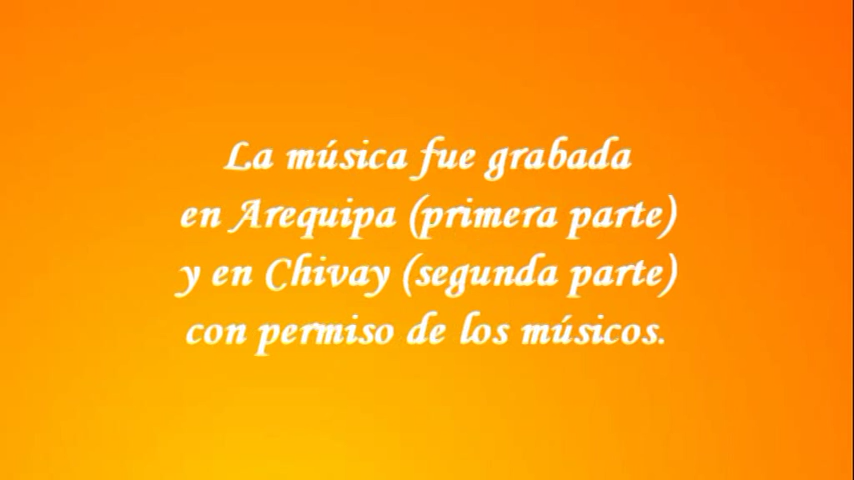 La música fue grabada
en Arequipa (primera parte)
y en Chivay (segunda parte)
con permiso de los músicos.